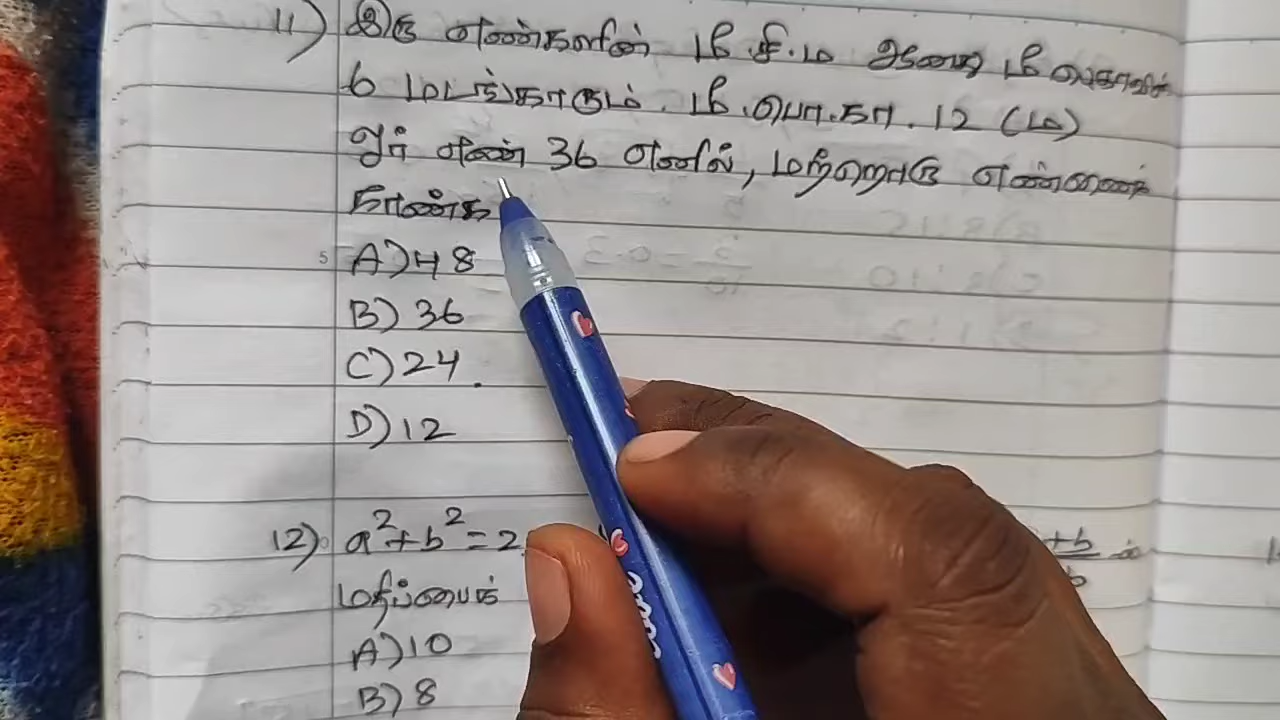 11) இரு எண்களின் மீ.சி.ம அதன் மீ
6 மடங்காகும். மீ.பொ.கா. 12 (ம)
ஓர் எண் 36 எனில், மற்றொரு எண்ணைக்
காண்க
A) 48
B) 36
C) 24.
D) 12
12) a²+b² = 2 +b
மதிப்பைக் b
A) 10
B) 8